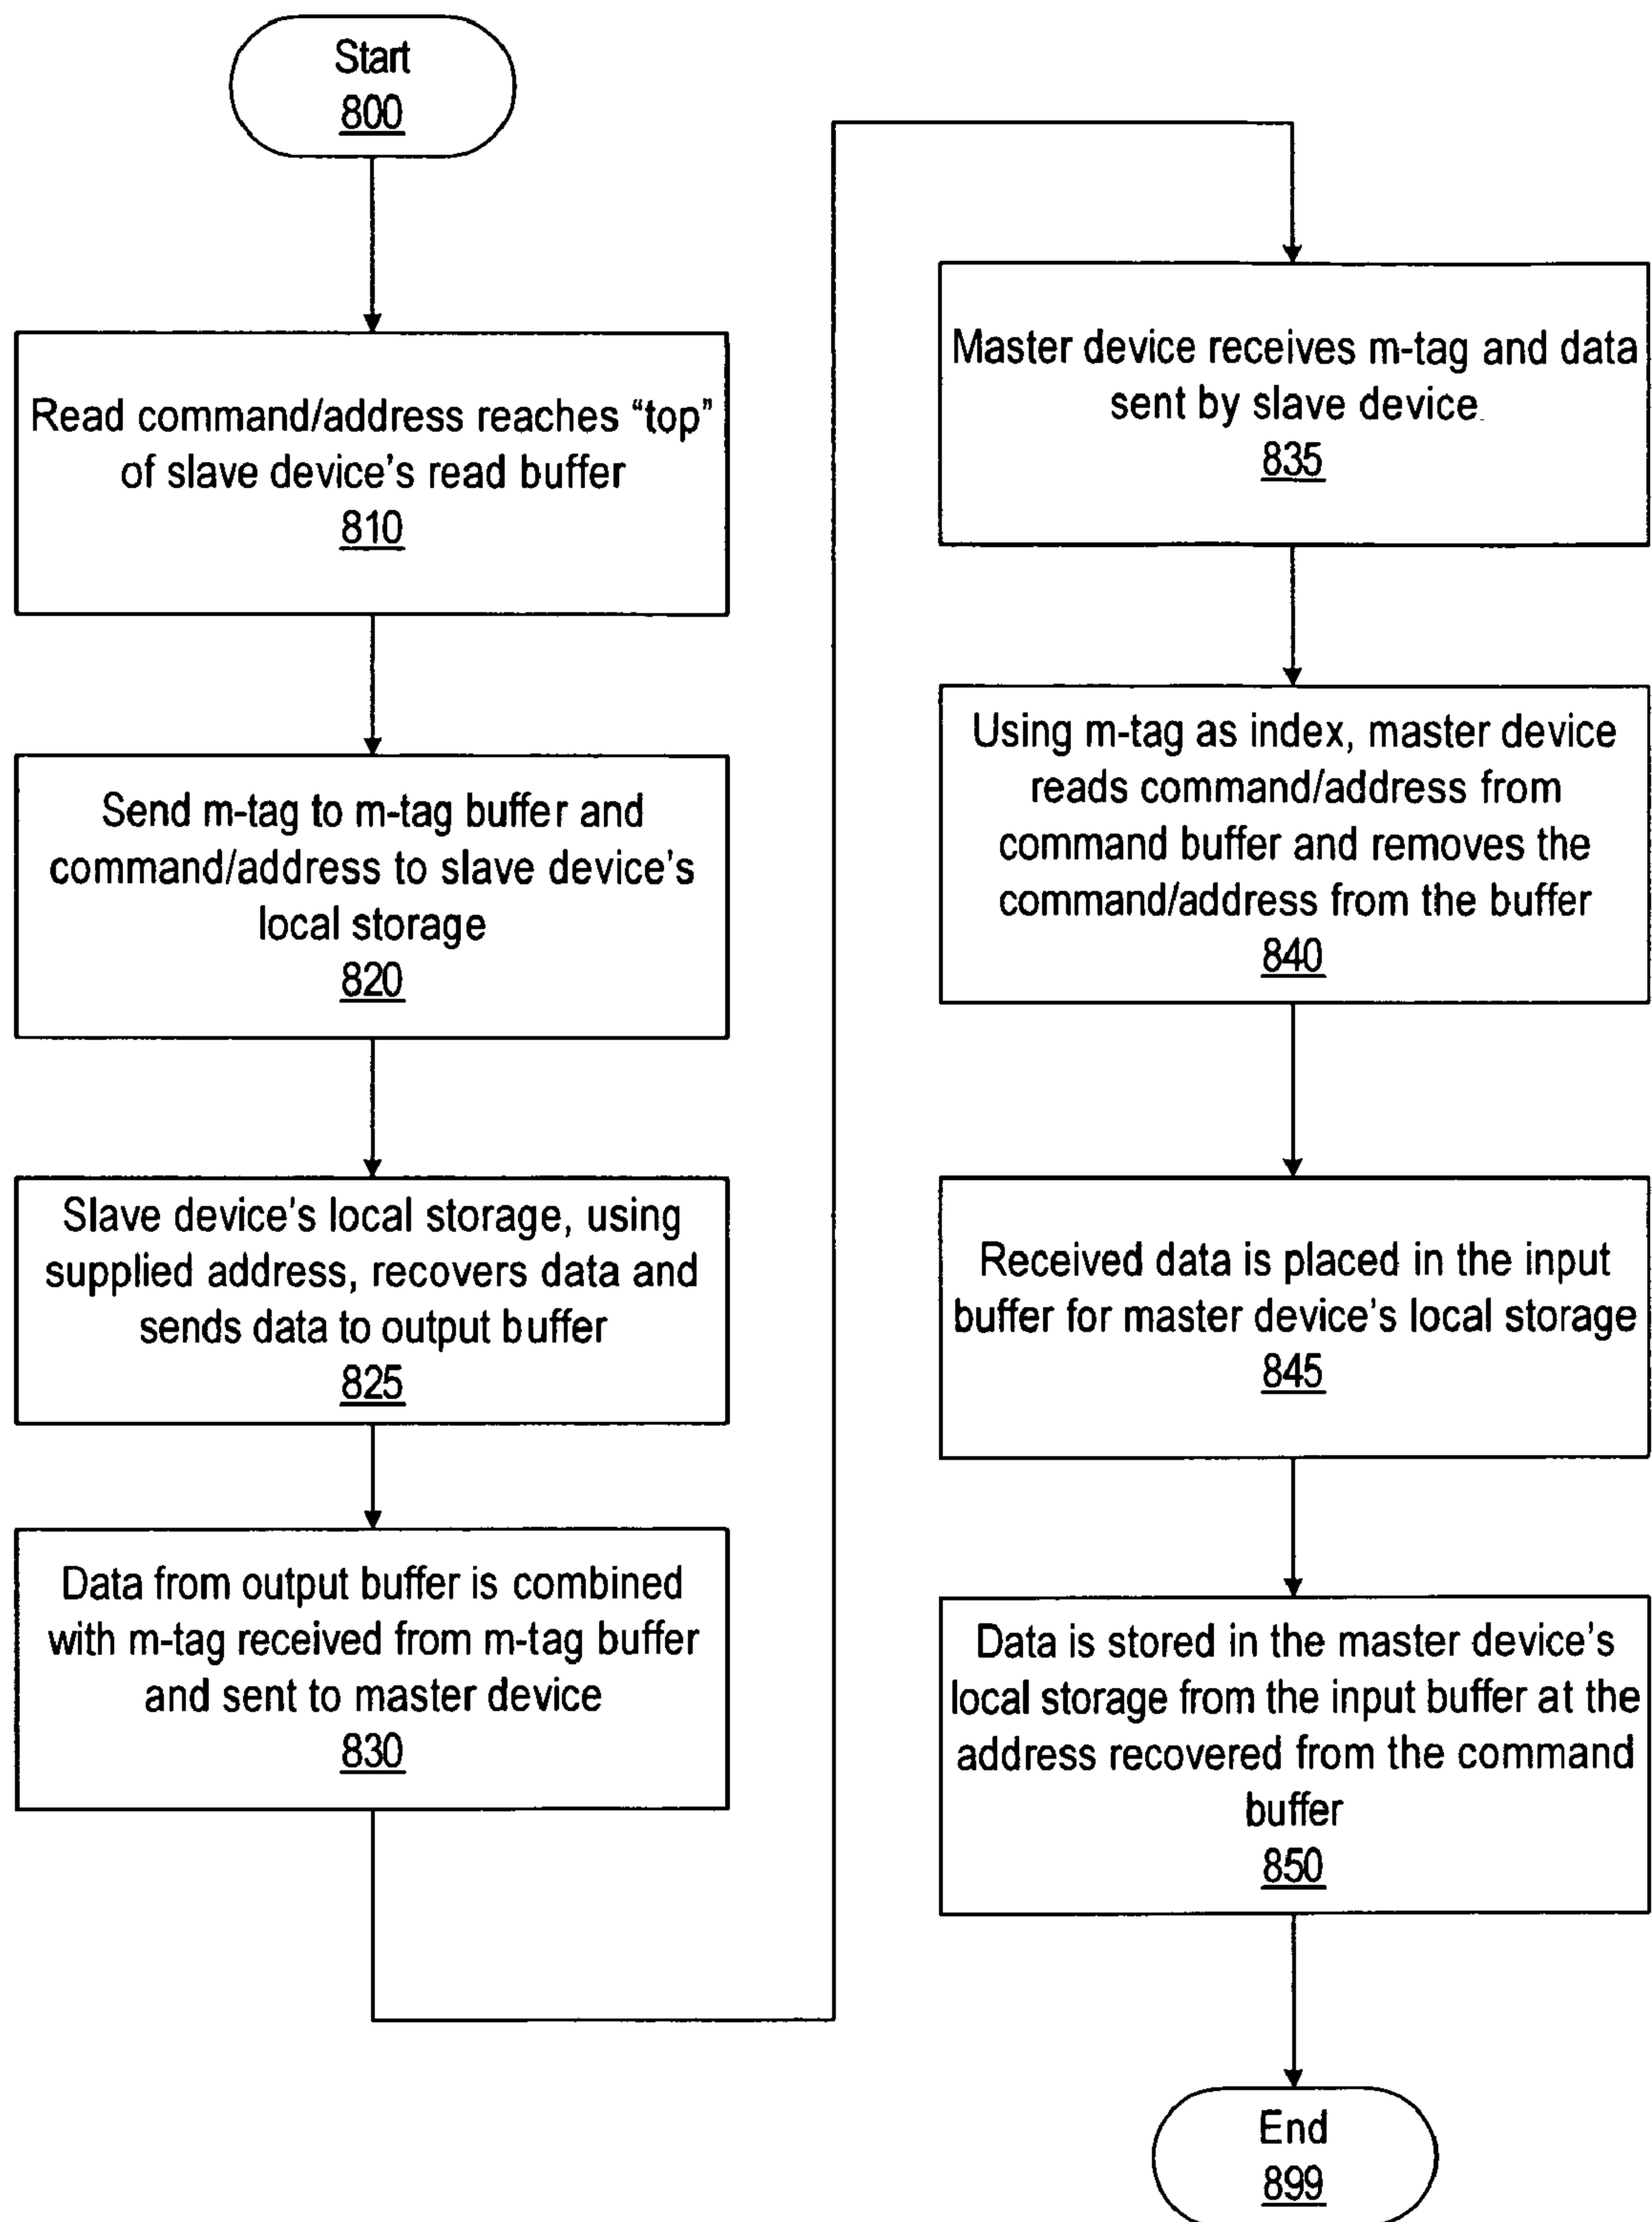 Start
800
Read command/address reaches “top”
of slave device’s read buffer
810
Send m-tag to m-tag buffer and
command/address to slave device’s
local storage
820
Slave device’s local storage, using
supplied address, recovers data and
sends data to output buffer
825
Data from output buffer is combined
with m-tag received from m-tag buffer
and sent to master device
830
Master device receives m-tag and data
sent by slave device.
835
Using m-tag as index, master device
reads command/address from
command buffer and removes the
command/address from the buffer
840
Received data is placed in the input
buffer for master device’s local storage
845
Data is stored in the master device’s
local storage from the input buffer at the
address recovered from the command
buffer
850
End
899